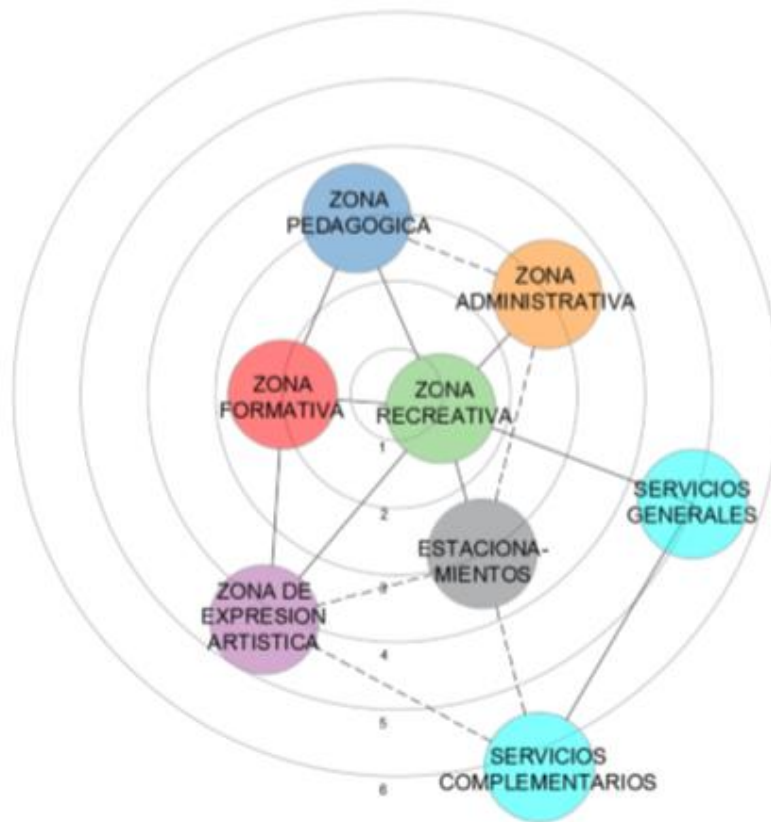 ZONA
PEDAGOGICA
ZONA
ADMINISTRATIVA
ZONA
FORMATIVA
ZONA
RECREATIVA
1
SERVICIOS
GENERALES
2
ESTACIONA-
MIENTOS
3
ZONA DE
EXPRESION
ARTISTICA
4
5
SERVICIOS
COMPLEMENTARIOS
6